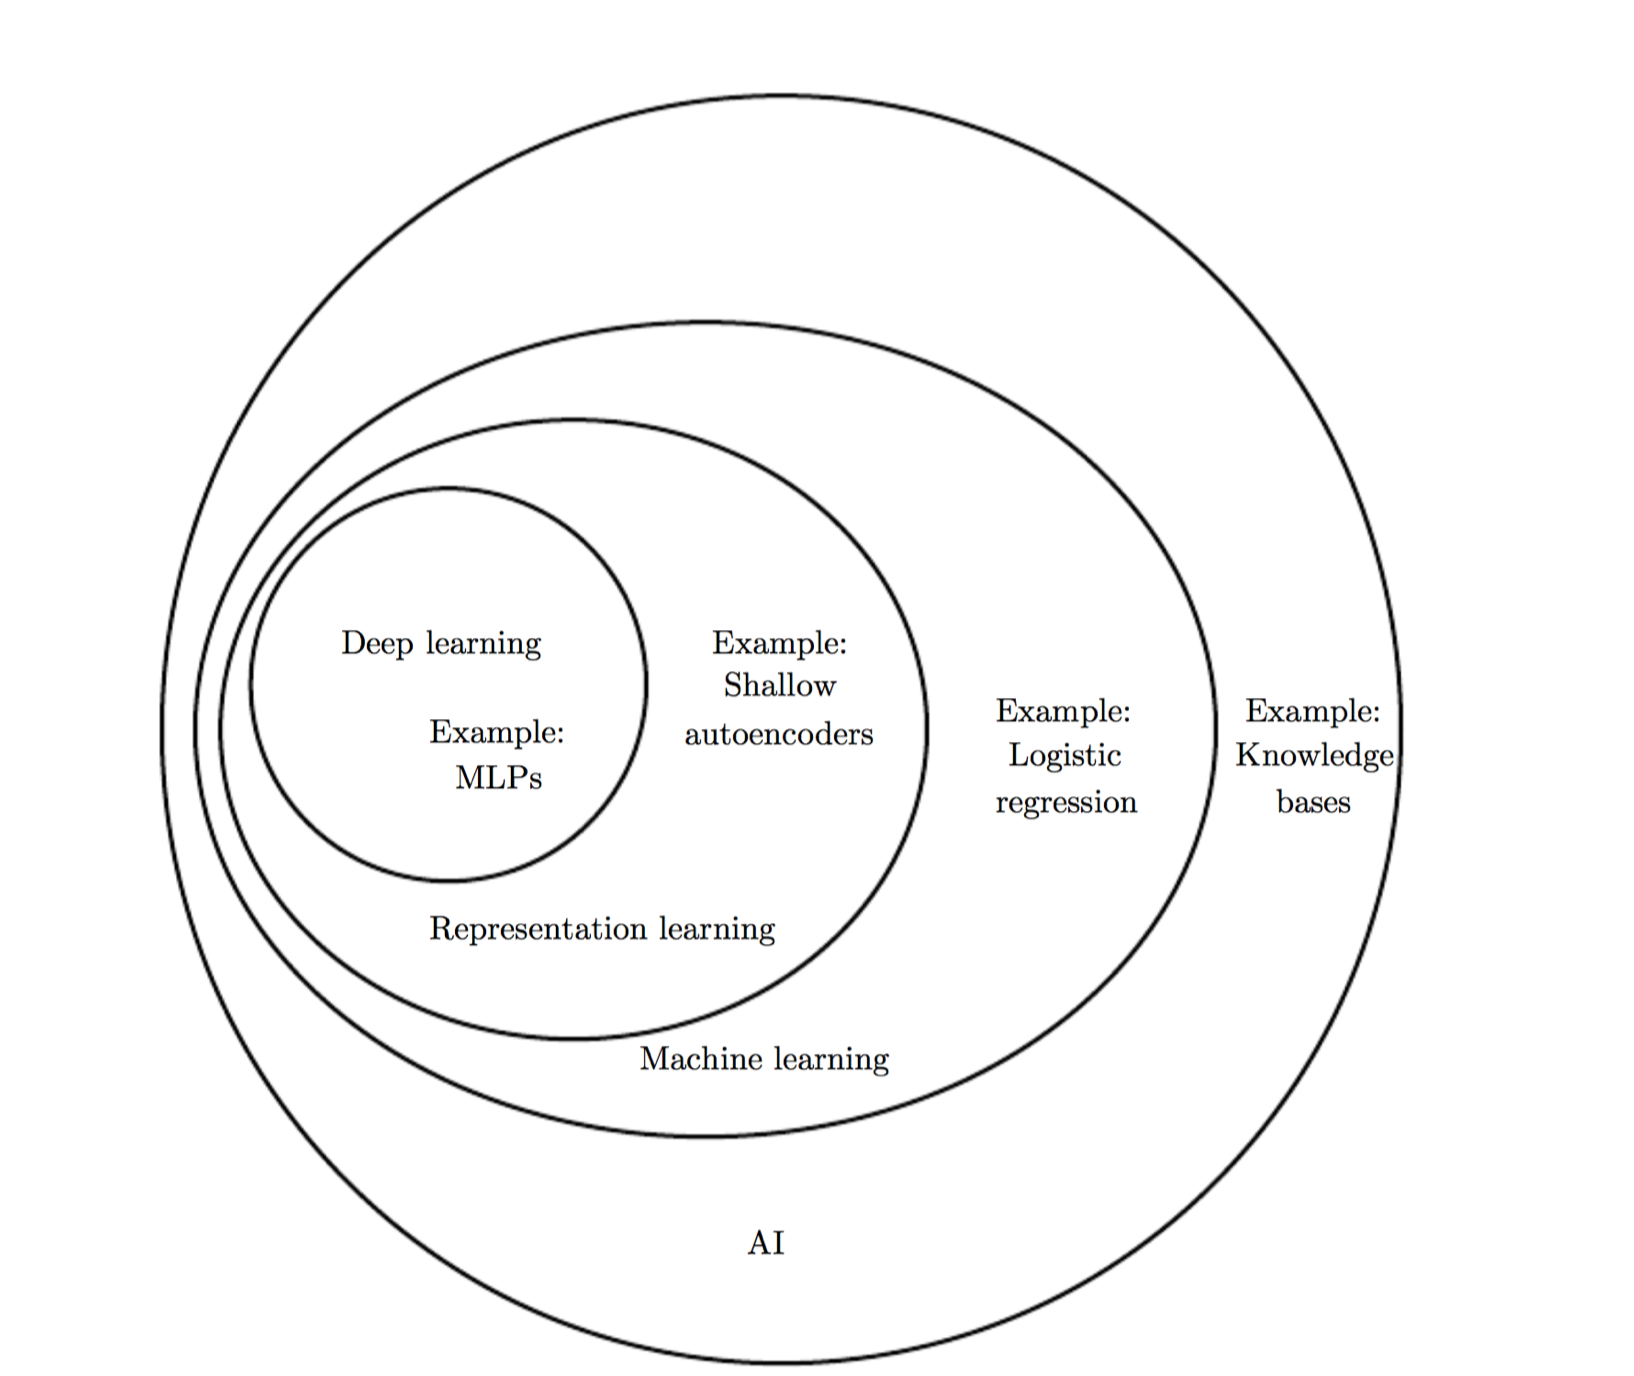 Deep learning
Example:
MLPs
Example:
Shallow
autoencoders
Example:
Logistic
regression
Example:
Knowledge
bases
Representation learning
Machine learning
AI